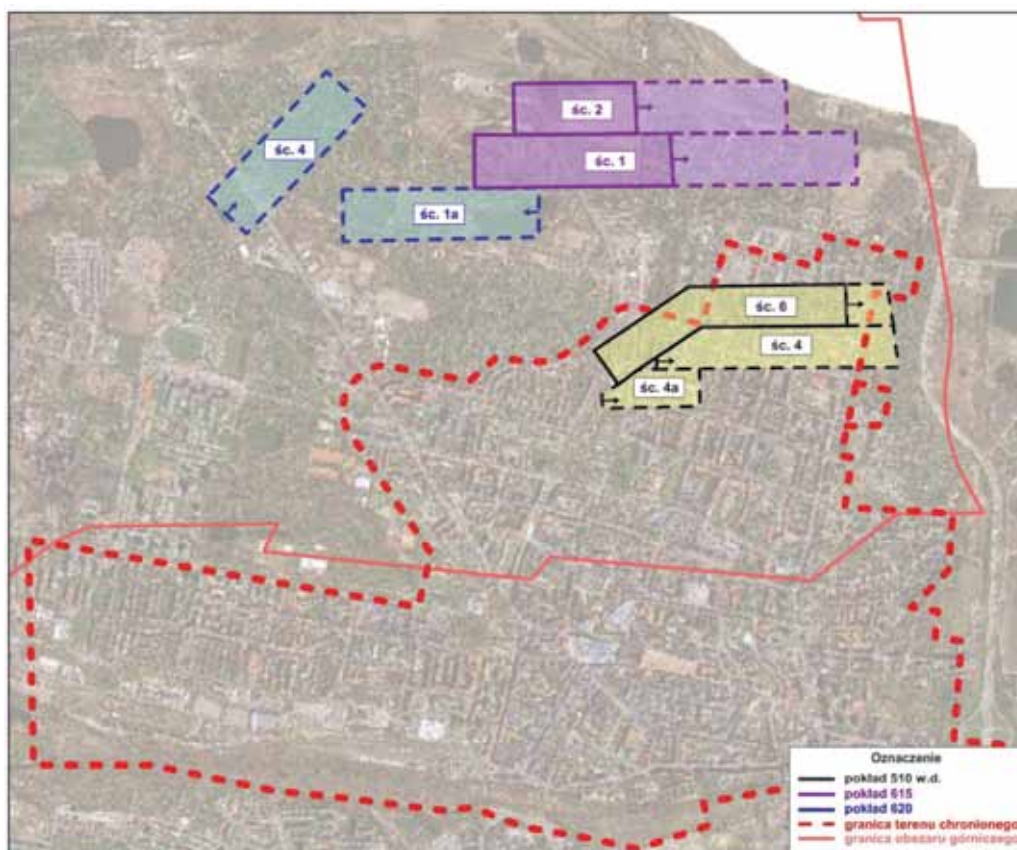 śc. 2
śc. 4
śc. 1
śc. 1a
śc. 6
śc. 4
śc. 4a
Oznaczenie
pokład 510 w.d.
pokład 615
pokład 620
granica terenu chronionego
granica obszaru górniczego